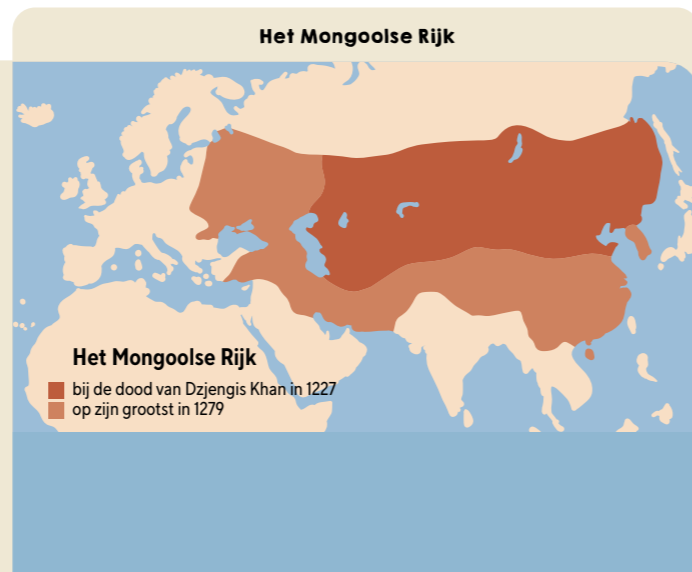 Het Mongoolse Rijk
Het Mongoolse Rijk
bij de dood van Dzjengis Khan in 1227
op zijn grootst in 1279